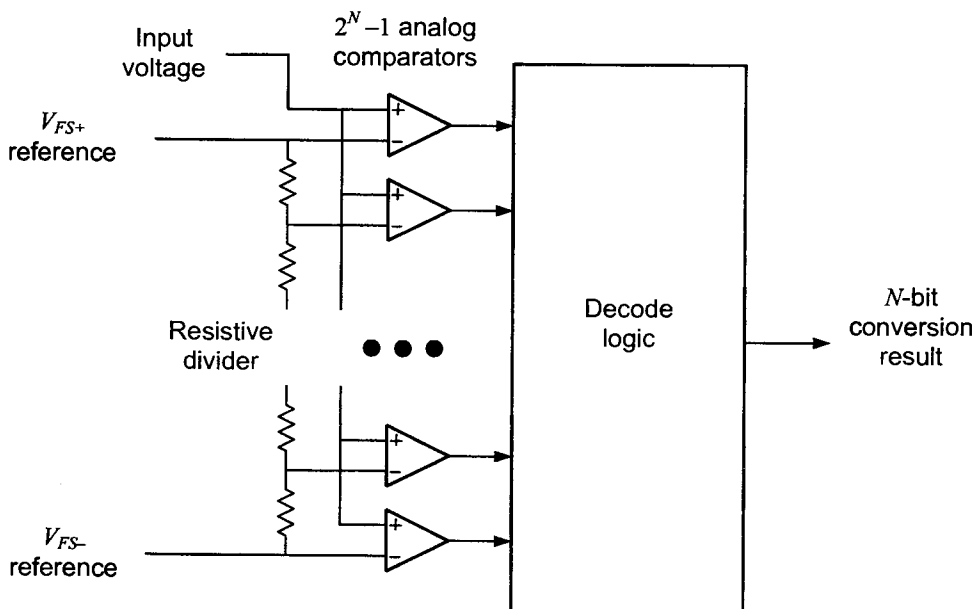 Input
voltage
2^N −1 analog
comparators
V_FS+
reference
+
−
+
−
Resistive
divider
Decode
logic
N-bit
conversion
result
+
−
+
−
V_FS−
reference